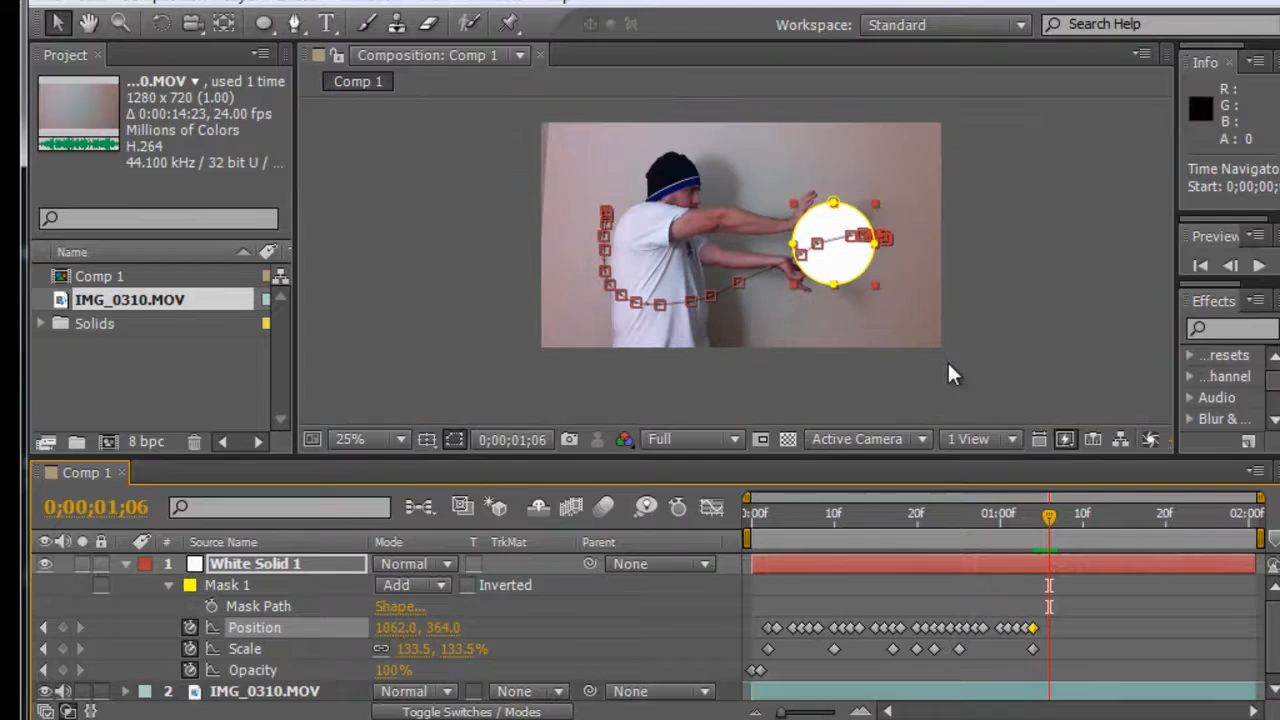 Workspace: Standard
Search Help
Project
Composition: Comp 1
Info
...0.MOV ▾ , used 1 time
1280 x 720 (1.00)
Δ 0:00:14:23, 24.00 fps
Millions of Colors
H.264
44.100 kHz / 32 bit U / ...
Comp 1
R :
G :
B :
A : 0
Time Navigator
Start: 0;00;00;
Name
Comp 1
IMG_0310.MOV
Solids
Preview
Effects
...resets
...hannel
Audio
Blur & ...
8 bpc
25%
0;00;01;06
Full
Active Camera
1 View
Comp 1
0;00;01;06
0:00f
10f
20f
01:00f
10f
20f
02:00f
#
Source Name
Mode
T
TrkMat
Parent
1
White Solid 1
Normal
None
Mask 1
Add
Inverted
Mask Path
Shape...
Position
1062.0, 364.0
Scale
133.5, 133.5%
Opacity
100%
2
IMG_0310.MOV
Normal
None
None
Toggle Switches / Modes